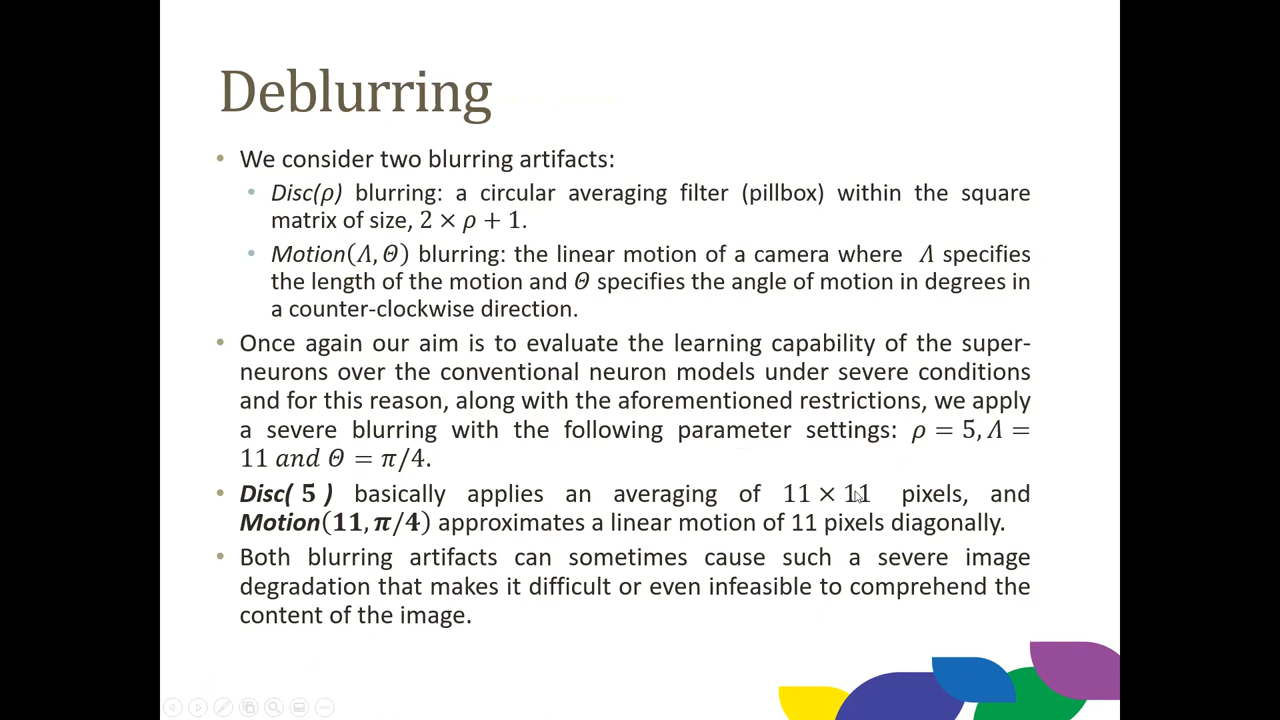 Deblurring
• We consider two blurring artifacts:
• Disc(ρ) blurring: a circular averaging filter (pillbox) within the square
matrix of size, 2 × ρ + 1.
• Motion(Λ, Θ) blurring: the linear motion of a camera where Λ specifies
the length of the motion and Θ specifies the angle of motion in degrees in
a counter-clockwise direction.
• Once again our aim is to evaluate the learning capability of the super-
neurons over the conventional neuron models under severe conditions
and for this reason, along with the aforementioned restrictions, we apply
a severe blurring with the following parameter settings: ρ = 5, Λ =
11 and Θ = π/4.
• Disc( 5 ) basically applies an averaging of 11 × 11 pixels, and
Motion(11, π/4) approximates a linear motion of 11 pixels diagonally.
• Both blurring artifacts can sometimes cause such a severe image
degradation that makes it difficult or even infeasible to comprehend the
content of the image.